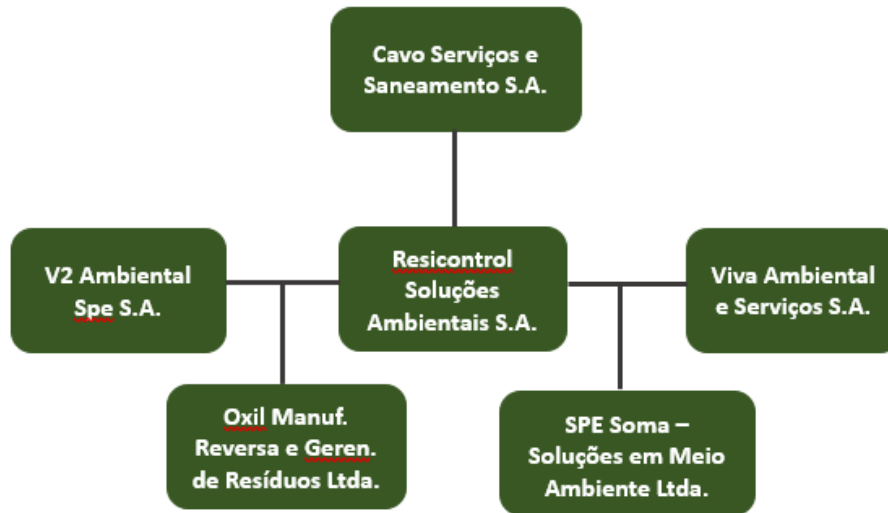 Cavo Serviços e
Saneamento S.A.
V2 Ambiental
Spe S.A.
Resicontrol
Soluções
Ambientais S.A.
Viva Ambiental
e Serviços S.A.
Oxil Manuf.
Reversa e Geren.
de Resíduos Ltda.
SPE Soma –
Soluções em Meio
Ambiente Ltda.